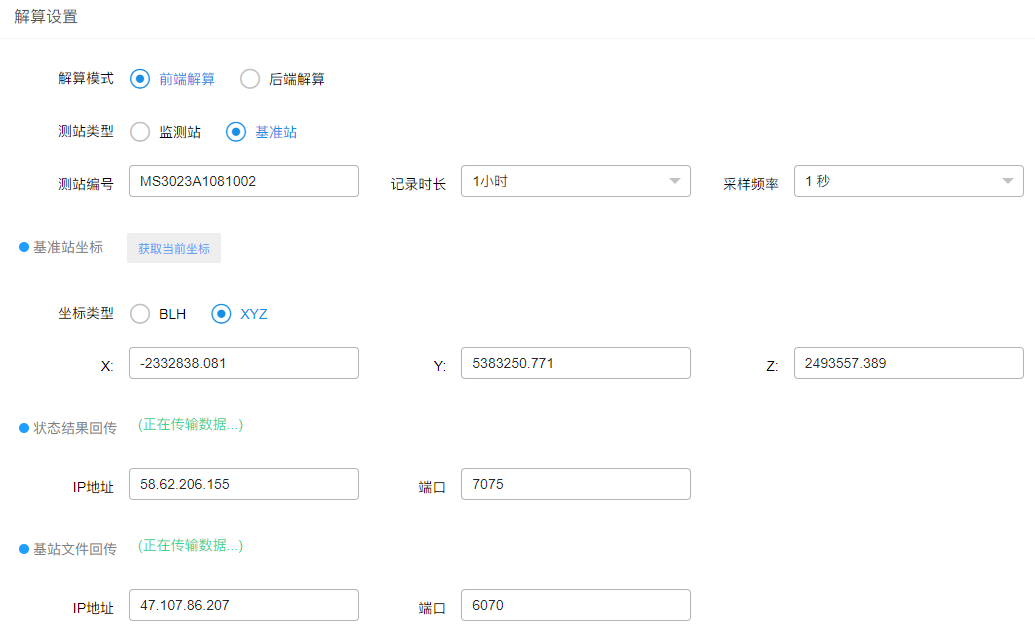 解算设置
解算模式 前端解算 后端解算
测站类型 监测站 基准站
测站编号 MS3023A1081002 记录时长 1小时 采样频率 1 秒
基准站坐标 获取当前坐标
坐标类型 BLH XYZ
X: -2332838.081 Y: 5383250.771 Z: 2493557.389
状态结果回传 (正在传输数据...)
IP地址 58.62.206.155 端口 7075
基站文件回传 (正在传输数据...)
IP地址 47.107.86.207 端口 6070